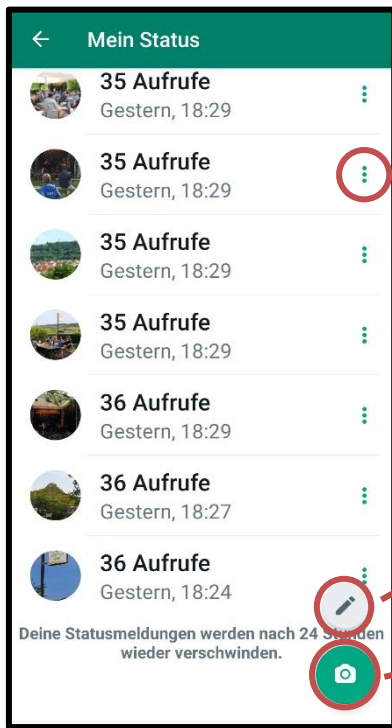 Mein Status
35 Aufrufe
Gestern, 18:29
35 Aufrufe
Gestern, 18:29
35 Aufrufe
Gestern, 18:29
35 Aufrufe
Gestern, 18:29
36 Aufrufe
Gestern, 18:29
36 Aufrufe
Gestern, 18:27
36 Aufrufe
Gestern, 18:24
Deine Statusmeldungen werden nach 24 Stunden
wieder verschwinden.